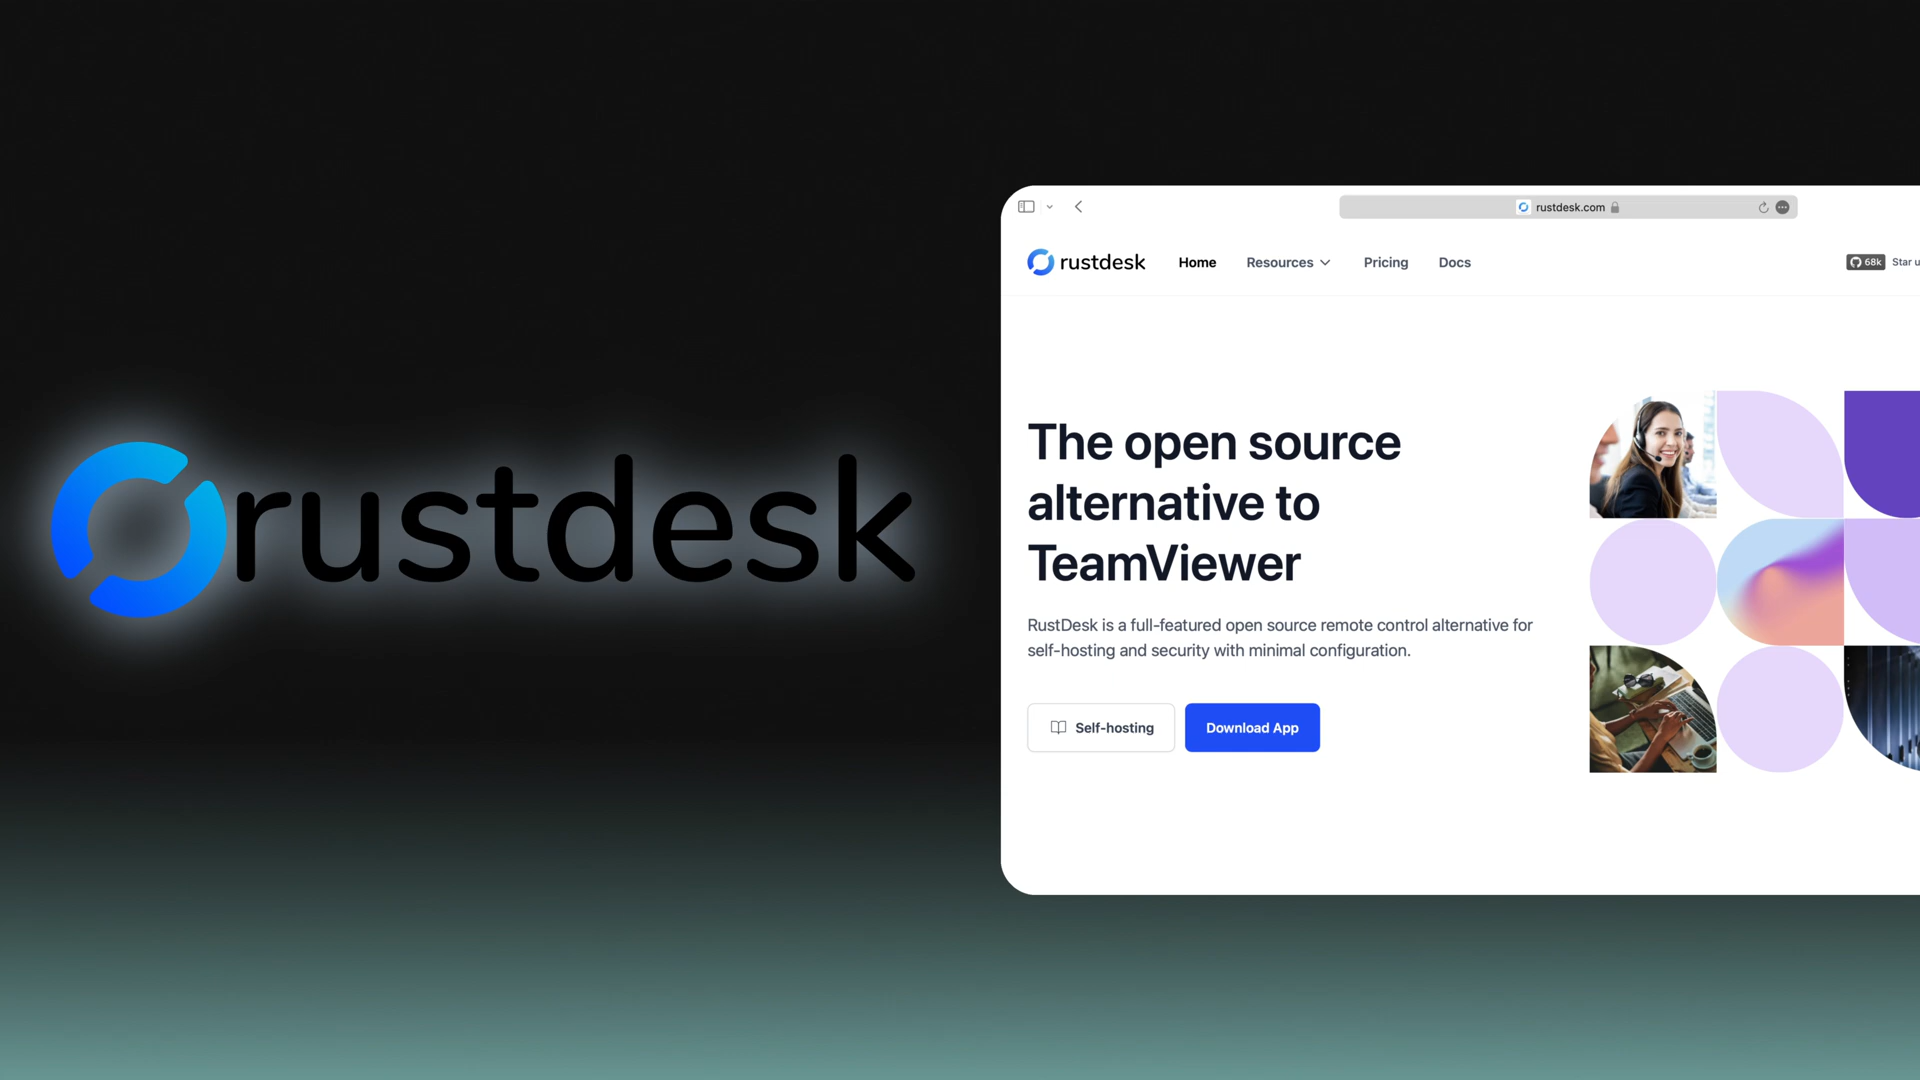 rustdesk
rustdesk.com
rustdesk
Home
Resources
Pricing
Docs
68k
Star u
The open source
alternative to
TeamViewer
RustDesk is a full-featured open source remote control alternative for
self-hosting and security with minimal configuration.
Self-hosting
Download App